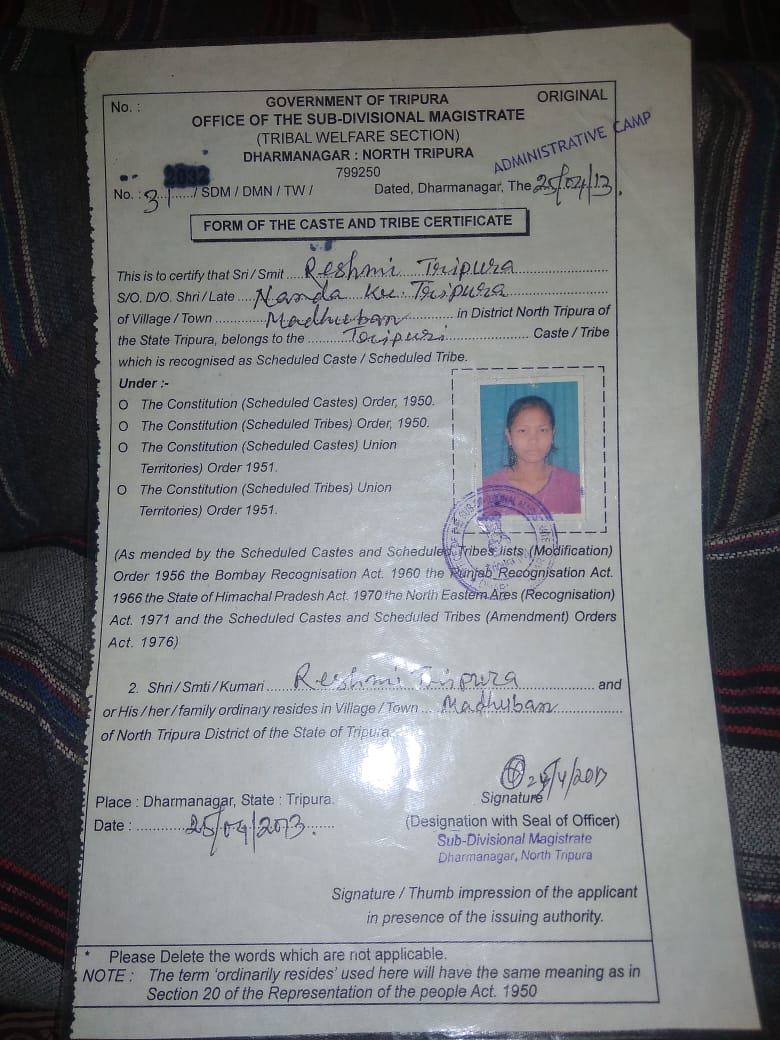 No. : GOVERNMENT OF TRIPURA ORIGINAL
OFFICE OF THE SUB-DIVISIONAL MAGISTRATE
(TRIBAL WELFARE SECTION)
DHARMANAGAR : NORTH TRIPURA
ADMINISTRATIVE CAMP
799250
2032
No. : 31 / SDM / DMN / TW / Dated, Dharmanagar, The 25/04/13.
FORM OF THE CASTE AND TRIBE CERTIFICATE
This is to certify that Sri / Smit Reshmi Tripura
S/O. D/O. Shri / Late Nanda Kr. Tripura
of Village / Town Madhuban in District North Tripura of
the State Tripura, belongs to the Tripuri Caste / Tribe
which is recognised as Scheduled Caste / Scheduled Tribe.
Under :-
O The Constitution (Scheduled Castes) Order, 1950.
O The Constitution (Scheduled Tribes) Order, 1950.
O The Constitution (Scheduled Castes) Union
Territories) Order 1951.
O The Constitution (Scheduled Tribes) Union
Territories) Order 1951.
(As mended by the Scheduled Castes and Scheduled Tribes lists (Modification)
Order 1956 the Bombay Recognisation Act. 1960 the Punjab Recognisation Act.
1966 the State of Himachal Pradesh Act. 1970 the North Eastern Ares (Recognisation)
Act. 1971 and the Scheduled Castes and Scheduled Tribes (Amendment) Orders
Act. 1976)
2. Shri / Smti / Kumari Reshmi Tripura and
or His / her / family ordinary resides in Village / Town Madhuban
of North Tripura District of the State of Tripura.
Place : Dharmanagar, State : Tripura. Signature
Date : 25/04/2013. (Designation with Seal of Officer)
Sub-Divisional Magistrate
Dharmanagar, North Tripura
Signature / Thumb impression of the applicant
in presence of the issuing authority.
* Please Delete the words which are not applicable.
NOTE : The term 'ordinarily resides' used here will have the same meaning as in
Section 20 of the Representation of the people Act. 1950